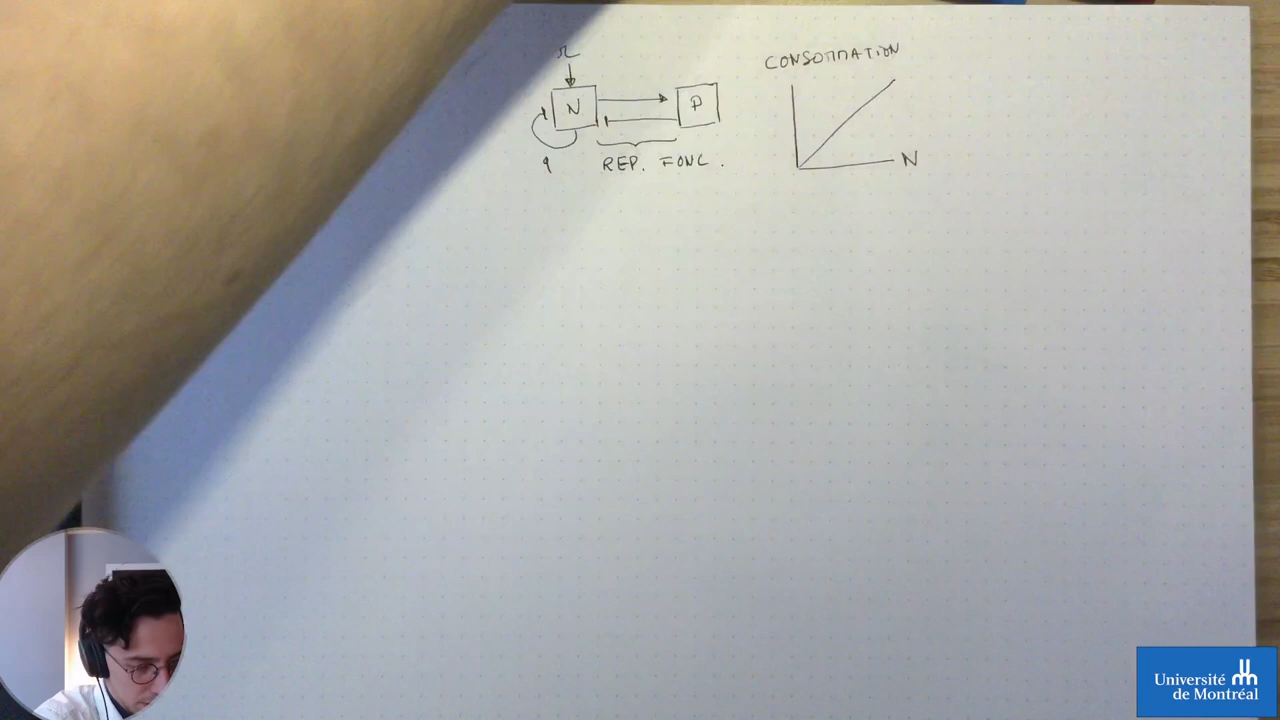 r
N
P
q
REP. FONC.
CONSOMMATION
N
Université
de Montréal